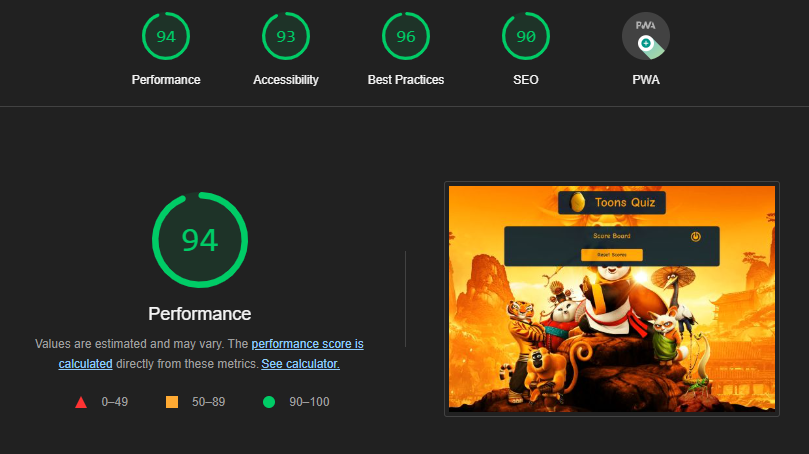 94
93
96
90
PWA
Performance
Accessibility
Best Practices
SEO
PWA
94
Performance
Values are estimated and may vary. The performance score is
calculated directly from these metrics. See calculator.
0–49
50–89
90–100
Toons Quiz
Score Board
Reset Scores